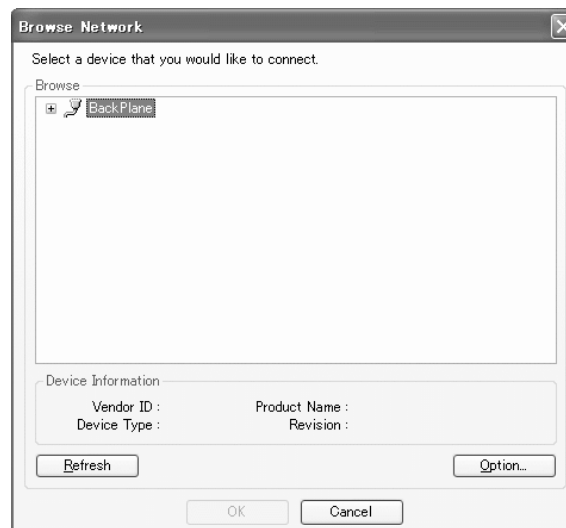 Browse Network
Select a device that you would like to connect.
Browse
BackPlane
Device Information
Vendor ID : Product Name :
Device Type : Revision :
Refresh Option...
OK Cancel